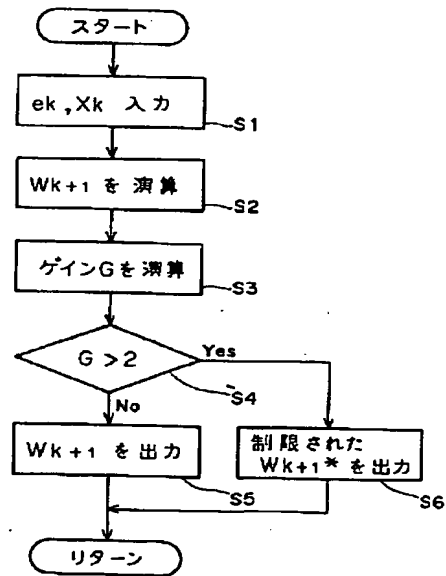 スタート
ek , Xk 入力
S1
Wk+1 を 演算
S2
ゲインGを演算
S3
G > 2
Yes
S4
No
Wk+1 を出力
S5
制限された
Wk+1* を出力
S6
リターン